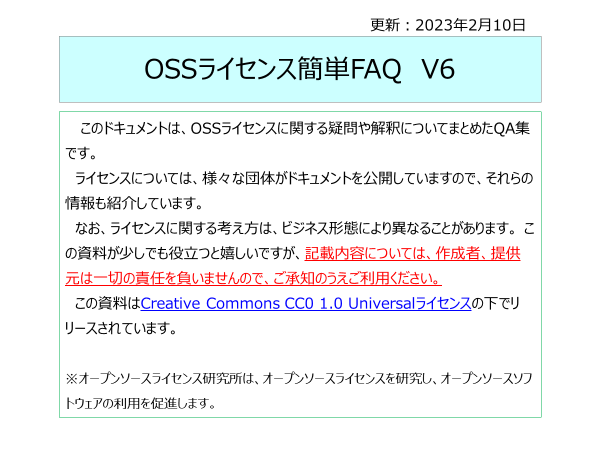 更新：2023年2月10日
OSSライセンス簡単FAQ　V6
このドキュメントは、OSSライセンスに関する疑問や解釈についてまとめたQA集
です。
ライセンスについては、様々な団体がドキュメントを公開していますので、それらの
情報も紹介しています。
なお、ライセンスに関する考え方は、ビジネス形態により異なることがあります。こ
の資料が少しでも役立つと嬉しいですが、記載内容については、作成者、提供
元は一切の責任を負いませんので、ご承知のうえご利用ください。
この資料はCreative Commons CC0 1.0 Universalライセンスの下でリ
リースされています。
※オープンソースライセンス研究所は、オープンソースライセンスを研究し、オープンソースソフ
トウェアの利用を促進します。